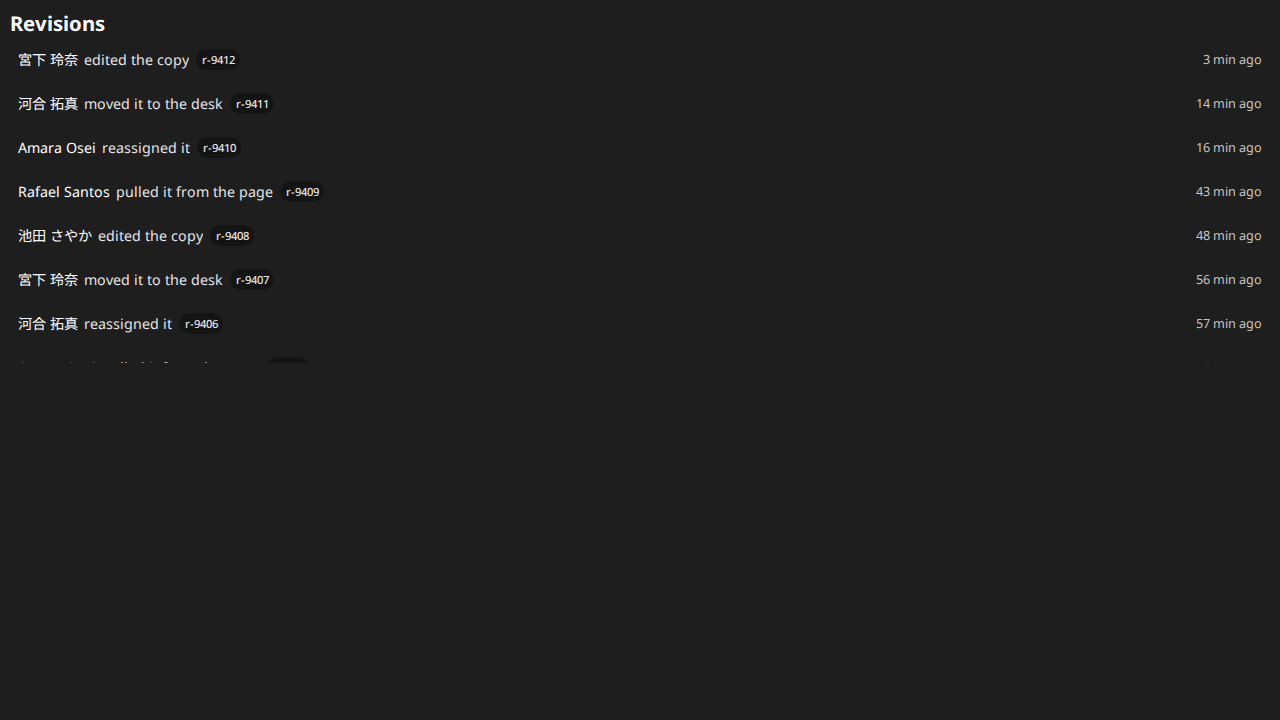 Revisions
宮下 玲奈 edited the copy r-9412 3 min ago
河合 拓真 moved it to the desk r-9411 14 min ago
Amara Osei reassigned it r-9410 16 min ago
Rafael Santos pulled it from the page r-9409 43 min ago
池田 さやか edited the copy r-9408 48 min ago
宮下 玲奈 moved it to the desk r-9407 56 min ago
河合 拓真 reassigned it r-9406 57 min ago